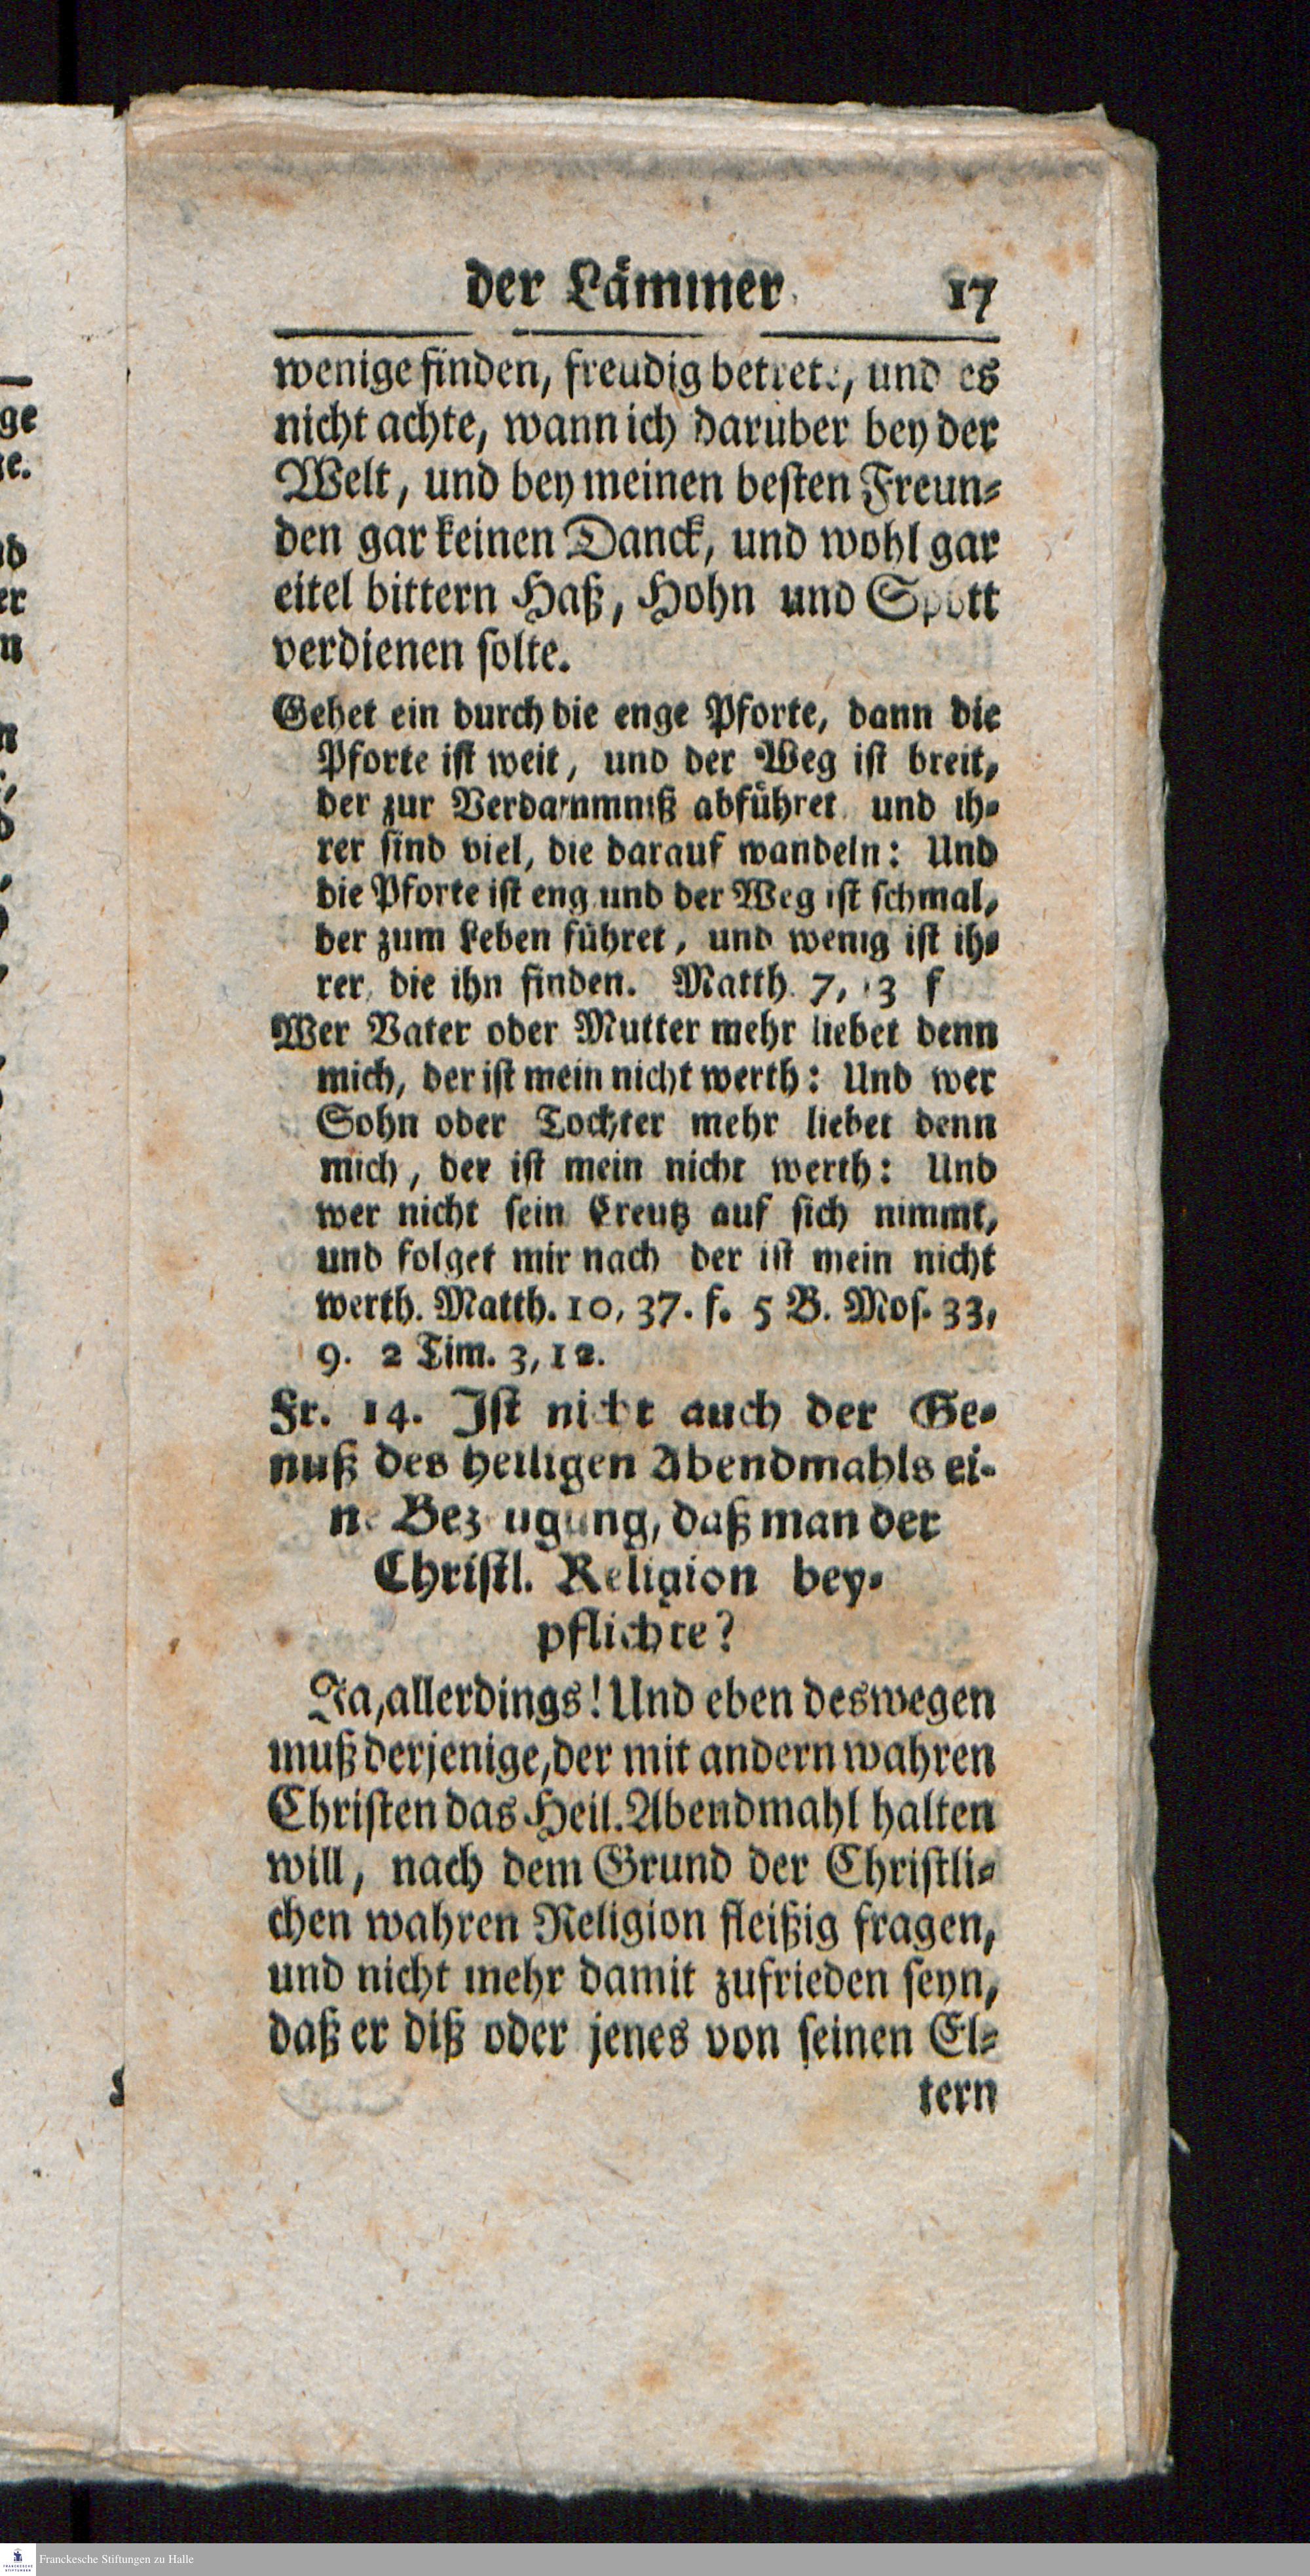 der Lämmer 17
wenige finden, freudig betrete, und es
nicht achte, wann ich darüber bey der
Welt, und bey meinen besten Freun-
den gar keinen Danck, und wohl gar
eitel bittern Haß, Hohn und Spott
verdienen solte.
Gehet ein durch die enge Pforte, dann die
Pforte ist weit, und der Weg ist breit,
der zur Verdammniß abführet und ih-
rer sind viel, die darauf wandeln: Und
die Pforte ist eng und der Weg ist schmal,
der zum Leben führet, und wenig ist ih-
rer, die ihn finden. Matth. 7, 13 f
Wer Vater oder Mutter mehr liebet denn
mich, der ist mein nicht werth: Und wer
Sohn oder Tochter mehr liebet denn
mich, der ist mein nicht werth: Und
wer nicht sein Creutz auf sich nimmt,
und folget mir nach der ist mein nicht
werth. Matth. 10, 37. f. 5 B. Mos. 33,
9. 2 Tim. 3, 12.
Fr. 14. Ist nicht auch der Ge-
nuß des heiligen Abendmahls ei-
ne Bezeugung, daß man der
Christl. Religion bey-
pflichte?
Ja, allerdings! Und eben deswegen
muß derjenige, der mit andern wahren
Christen das Heil. Abendmahl halten
will, nach dem Grund der Christli-
chen wahren Religion fleißig fragen,
und nicht mehr damit zufrieden seyn,
daß er diß oder jenes von seinen El-
tern
Franckesche Stiftungen zu Halle